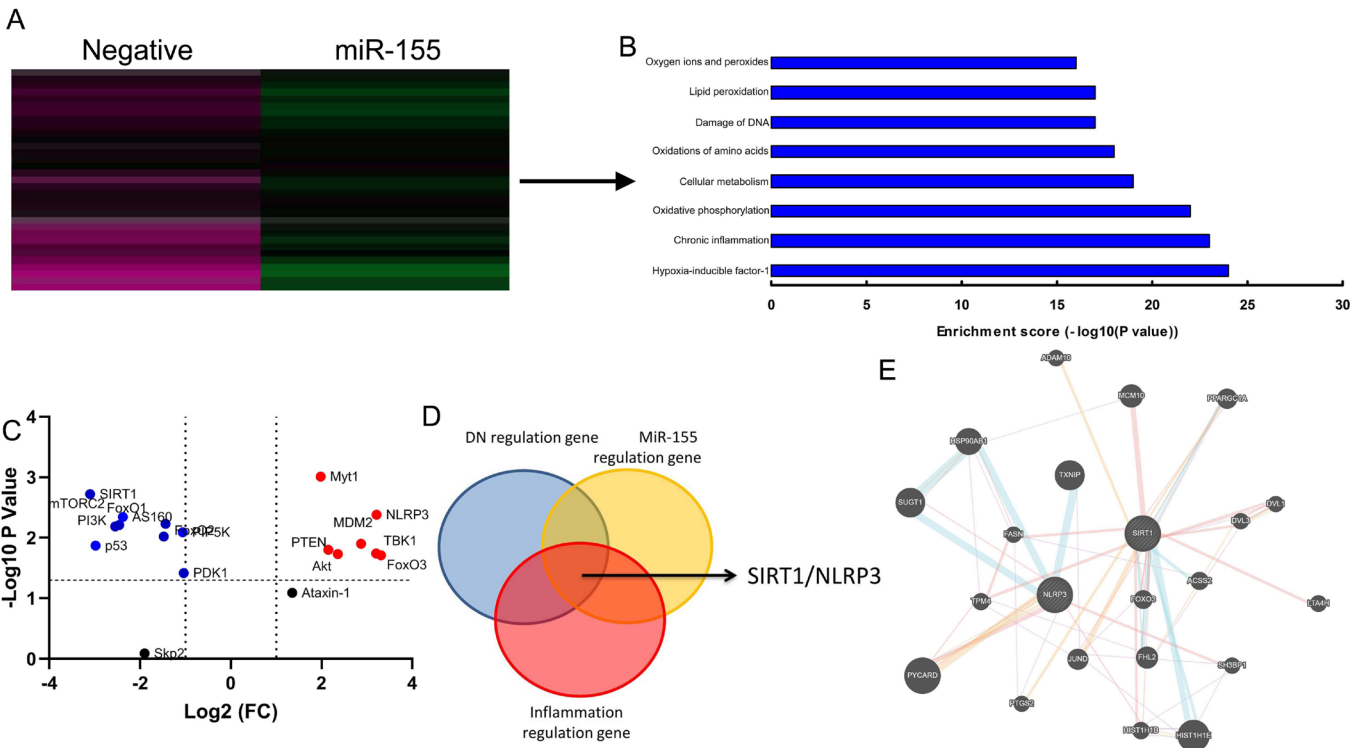 A
Negative
miR-155
B
Oxygen ions and peroxides
Lipid peroxidation
Damage of DNA
Oxidations of amino acids
Cellular metabolism
Oxidative phosphorylation
Chronic inflammation
Hypoxia-inducible factor-1
0
5
10
15
20
25
30
Enrichment score (-log10(P value))
C
-Log10 P Value
4
3
2
1
0
-4
-2
0
2
4
Log2 (FC)
SIRT1
mTORC2
FoxO1
PI3K
AS160
p53
PDK1
Skp2
Myt1
NLRP3
MDM2
TBK1
PTEN
Akt
FoxO3
Ataxin-1
D
DN regulation gene
MiR-155
regulation gene
Inflammation
regulation gene
SIRT1/NLRP3
E
ADAM10
MCM10
PPARGC1A
HSP90AB1
TXNIP
SUGT1
DVL1
DVL3
FASN
SIRT1
ACSS2
NLRP3
FOXO3
TPM4
LTA4H
JUND
FHL2
SH3BP1
PYCARD
PTGS2
HIST1H1B
HIST1H1E